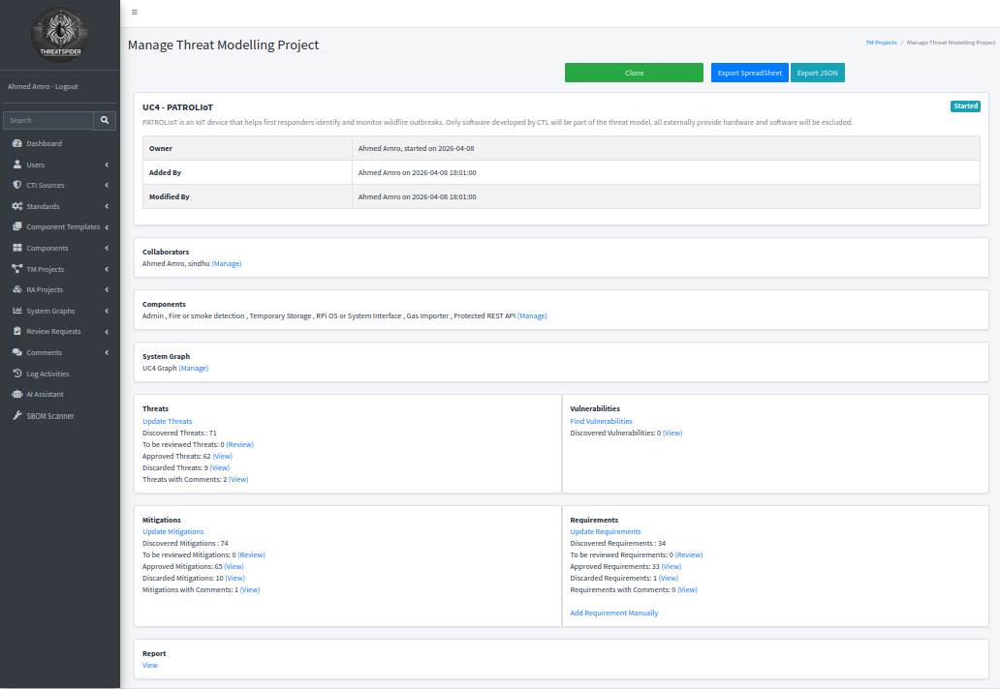 THREATSPIDER
Ahmed Amro - Logout
Search
Dashboard
Users
CTI Sources
Standards
Component Templates
Components
TM Projects
RA Projects
System Graphs
Review Requests
Comments
Log Activities
AI Assistant
SBOM Scanner
Manage Threat Modelling Project
TM Projects / Manage Threat Modelling Project
Clone
Export SpreadSheet
Export JSON
UC4 - PATROLIoT
Started
PATROLIoT is an IoT device that helps first responders identify and monitor wildfire outbreaks. Only software developed by CTL will be part of the threat model, all externally provide hardware and software will be excluded.
Owner Ahmed Amro, started on 2026-04-08
Added By Ahmed Amro on 2026-04-08 18:01:00
Modified By Ahmed Amro on 2026-04-08 18:01:00
Collaborators
Ahmed Amro, sindhu (Manage)
Components
Admin , Fire or smoke detection , Temporary Storage , RPi OS or System Interface , Gas Importer , Protected REST API (Manage)
System Graph
UC4 Graph (Manage)
Threats
Update Threats
Discovered Threats : 71
To be reviewed Threats: 0 (Review)
Approved Threats: 62 (View)
Discarded Threats: 9 (View)
Threats with Comments: 2 (View)
Vulnerabilities
Find Vulnerabilities
Discovered Vulnerabilities: 0 (View)
Mitigations
Update Mitigations
Discovered Mitigations : 74
To be reviewed Mitigations: 0 (Review)
Approved Mitigations: 65 (View)
Discarded Mitigations: 10 (View)
Mitigations with Comments: 1 (View)
Requirements
Update Requirements
Discovered Requirements : 34
To be reviewed Requirements: 0 (Review)
Approved Requirements: 33 (View)
Discarded Requirements: 1 (View)
Requirements with Comments: 0 (View)
Add Requirement Manually
Report
View